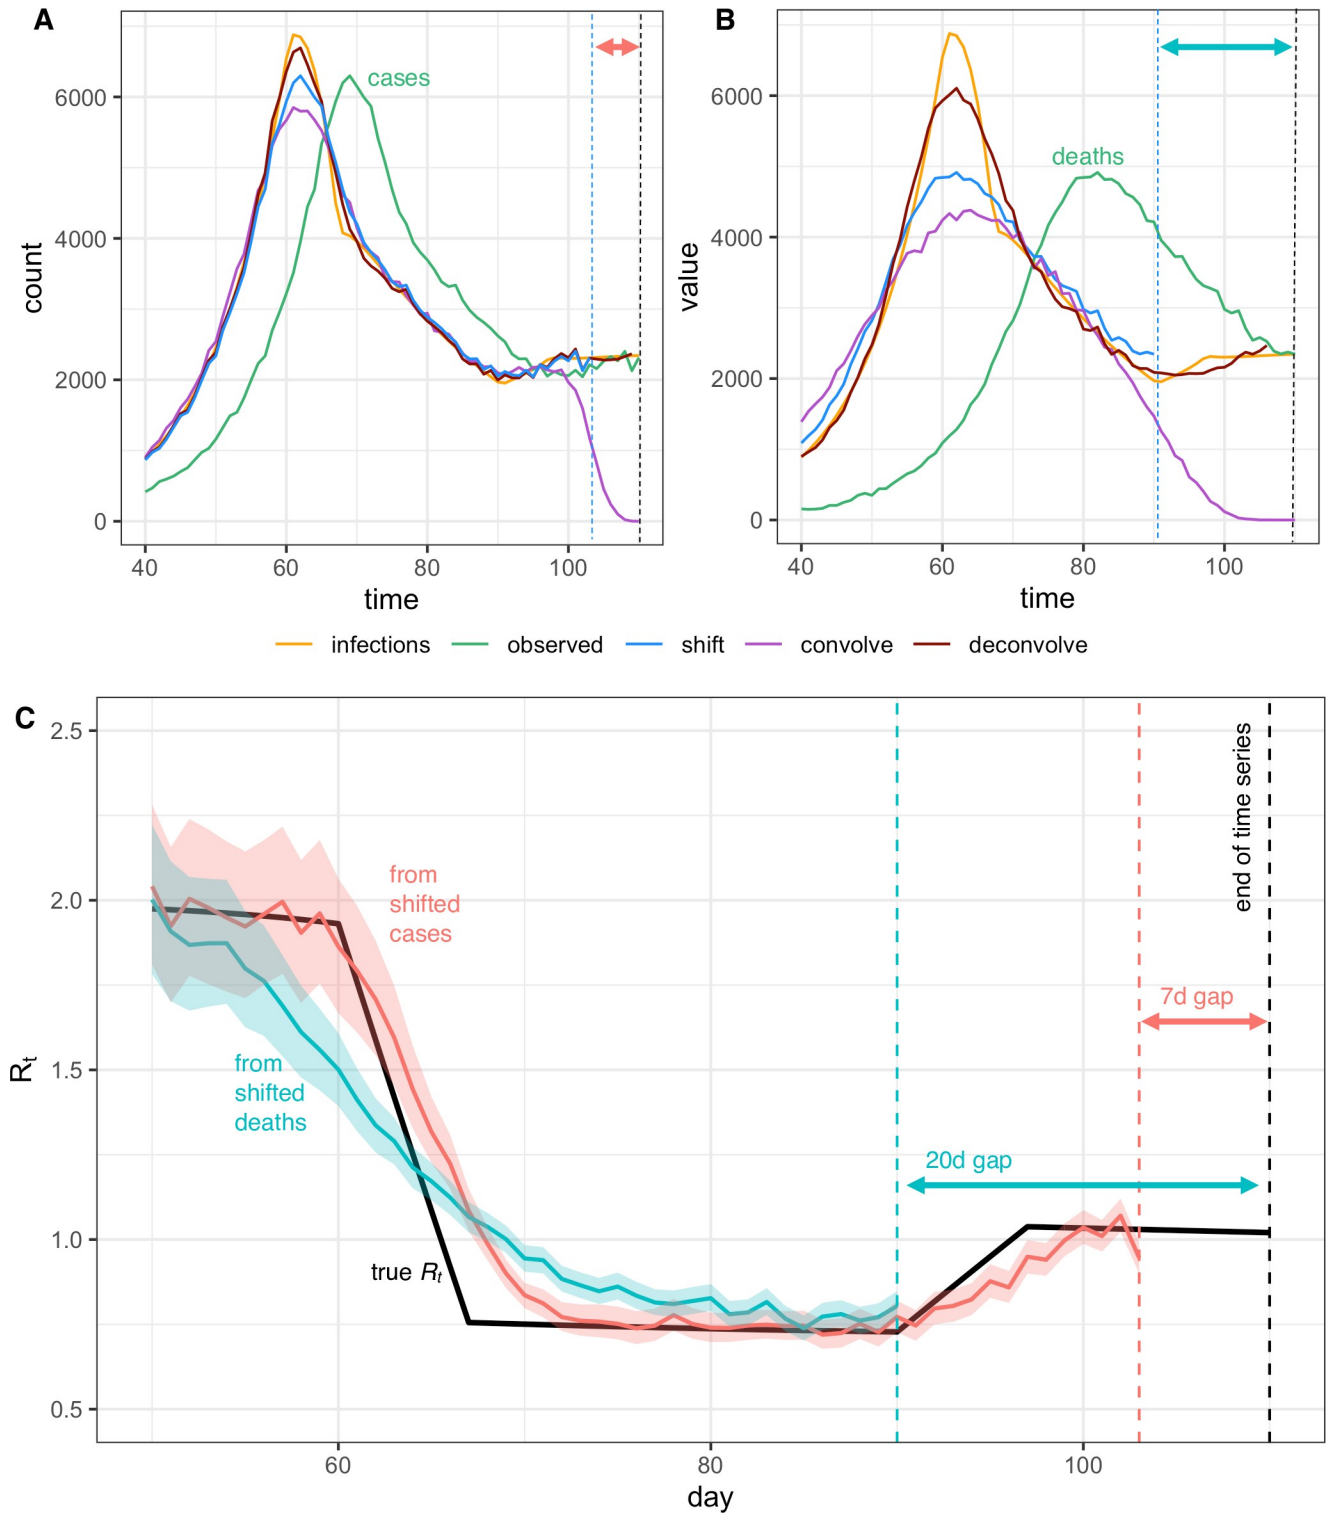 A
B
cases
deaths
6000
4000
2000
0
count
40
60
80
100
time
6000
4000
2000
0
value
40
60
80
100
time
infections
observed
shift
convolve
deconvolve
C
2.5
2.0
1.5
1.0
0.5
Rt
from
shifted
cases
from
shifted
deaths
true Rt
end of time series
7d gap
20d gap
60
80
100
day